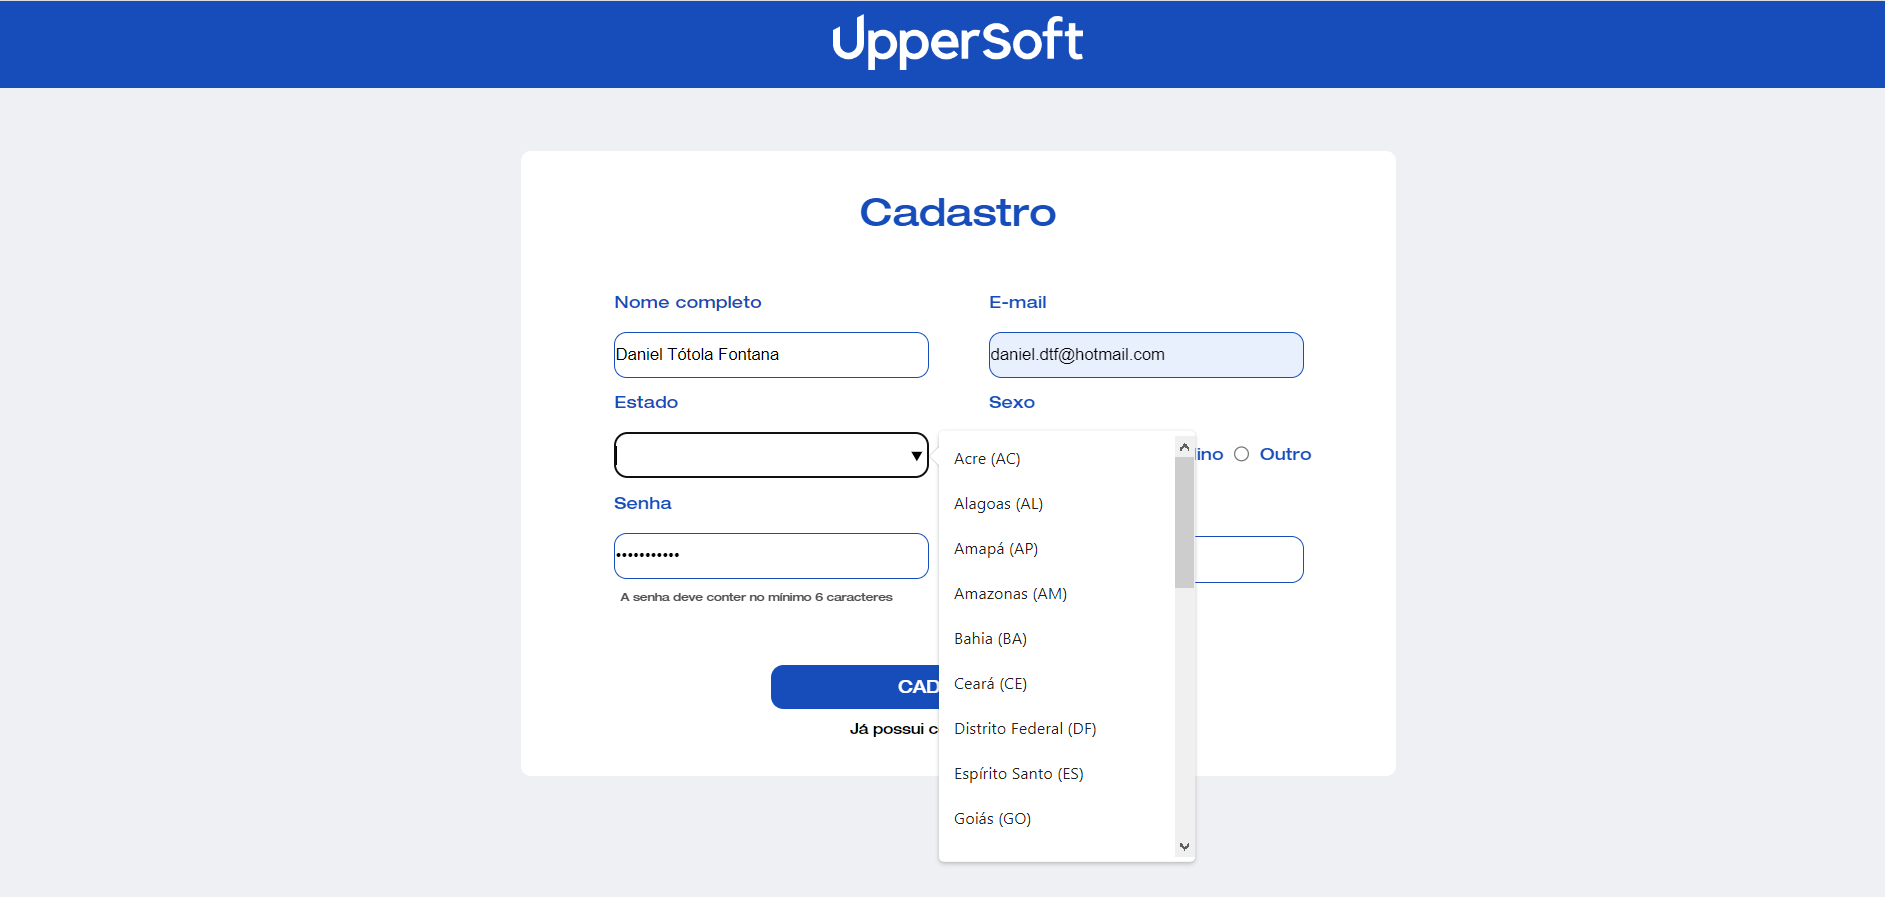 UpperSoft
Cadastro
Nome completo
E-mail
Daniel Tótola Fontana
daniel.dtf@hotmail.com
Estado
Sexo
Outro
Senha
•••••••••••
A senha deve conter no mínimo 6 caracteres
Já possui
Acre (AC)
Alagoas (AL)
Amapá (AP)
Amazonas (AM)
Bahia (BA)
Ceará (CE)
Distrito Federal (DF)
Espírito Santo (ES)
Goiás (GO)